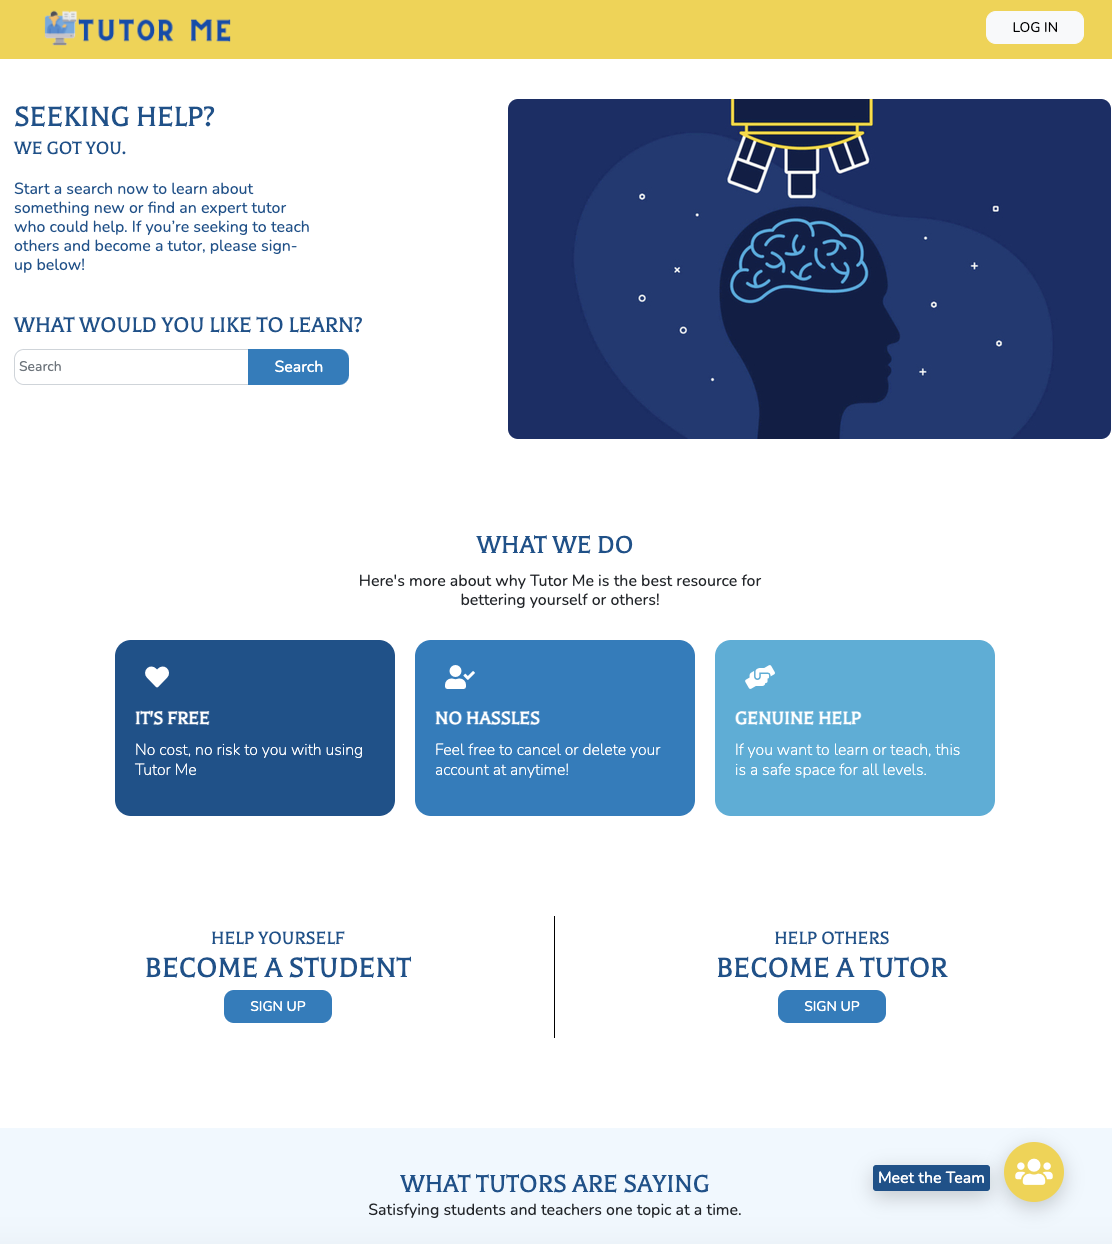 TUTOR ME
LOG IN
SEEKING HELP?
WE GOT YOU.
Start a search now to learn about
something new or find an expert tutor
who could help. If you're seeking to teach
others and become a tutor, please sign-
up below!
WHAT WOULD YOU LIKE TO LEARN?
Search
Search
WHAT WE DO
Here's more about why Tutor Me is the best resource for
bettering yourself or others!
IT'S FREE
No cost, no risk to you with using
Tutor Me
NO HASSLES
Feel free to cancel or delete your
account at anytime!
GENUINE HELP
If you want to learn or teach, this
is a safe space for all levels.
HELP YOURSELF
BECOME A STUDENT
SIGN UP
HELP OTHERS
BECOME A TUTOR
SIGN UP
WHAT TUTORS ARE SAYING
Satisfying students and teachers one topic at a time.
Meet the Team